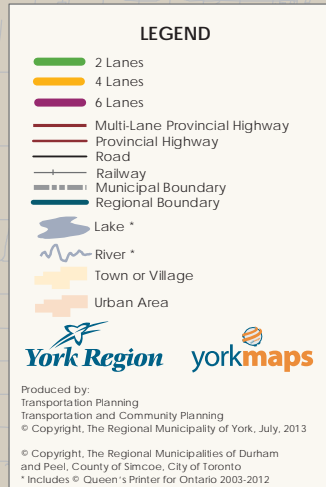 LEGEND
2 Lanes
4 Lanes
6 Lanes
Multi-Lane Provincial Highway
Provincial Highway
Road
Railway
Municipal Boundary
Regional Boundary
Lake *
River *
Town or Village
Urban Area
York Region
yorkmaps
Produced by:
Transportation Planning
Transportation and Community Planning
© Copyright, The Regional Municipality of York, July, 2013
© Copyright, The Regional Municipalities of Durham
and Peel, County of Simcoe, City of Toronto
* Includes © Queen's Printer for Ontario 2003-2012